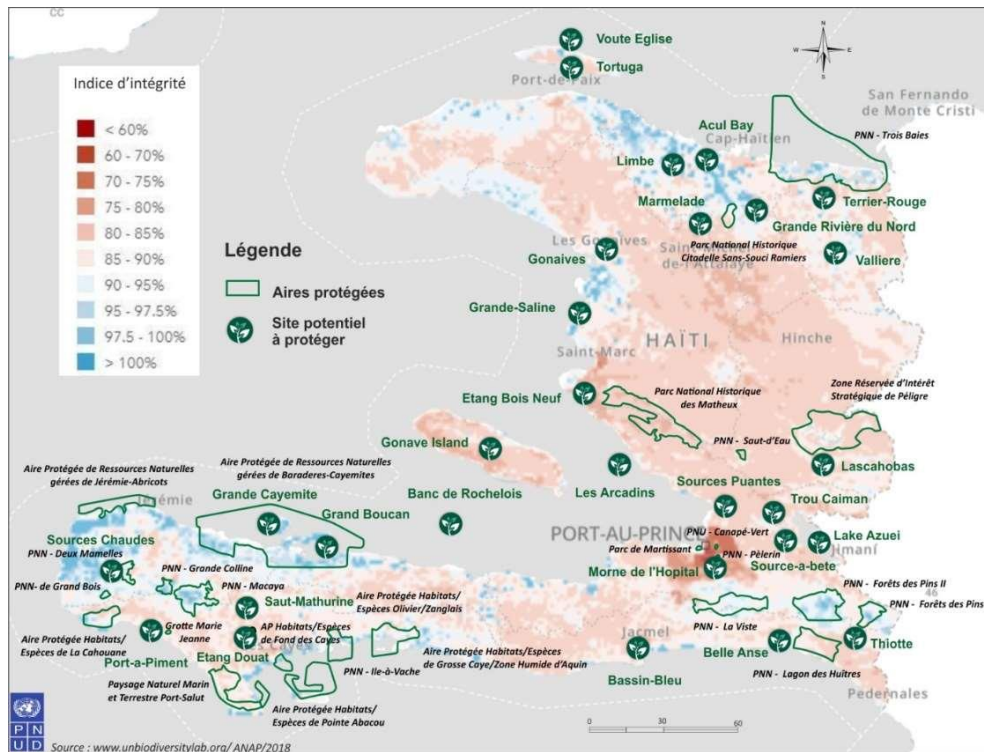 CC
Voute Eglise
Tortuga
Port-de-Paix
N
W
E
S
San Fernando
de Monte Cristi
Indice d'intégrité
< 60%
60 - 70%
70 - 75%
75 - 80%
80 - 85%
85 - 90%
90 - 95%
95 - 97.5%
97.5 - 100%
> 100%
Acul Bay
Cap-Haïtien
PNN - Trois Baies
Limbe
Marmelade
Terrier-Rouge
Grande Rivière du Nord
Parc National Historique
Citadelle Sans-Souci Ramiers
Valliere
Les Gonaïves
Gonaives
Saint-Michel
de-l'Attalaye
Légende
Aires protégées
Site potentiel
à protéger
Grande-Saline
HAÏTI
Hinche
Saint-Marc
Etang Bois Neuf
Parc National Historique
des Matheux
Zone Réservée d'Intérêt
Stratégique de Péligre
PNN - Saut-d'Eau
Gonave Island
Lascahobas
Aire Protégée de Ressources Naturelles
gérées de Jérémie-Abricots
Aire Protégée de Ressources Naturelles
gérées de Baraderes-Cayemites
Banc de Rochelois
Les Arcadins
Sources Puantes
Trou Caiman
Jérémie
Grande Cayemite
Grand Boucan
PORT-AU-PRINCE
PNU - Canapé-Vert
Lake Azuei
Jimaní
Sources Chaudes
PNN - Deux Mamelles
Parc de Martissant
PNN - Pèlerin
Source-a-bete
Morne de l'Hopital
PNN - Grande Colline
PNN- de Grand Bois
PNN - Macaya
PNN - Forêts des Pins II
46
PNN - Forêts des Pins
Saut-Mathurine
Aire Protégée Habitats/
Espèces Olivier/Zanglais
Grotte Marie
Jeanne
AP Habitats/Espèces
de Fond des Cayes
Les Cayes
Aire Protégée Habitats/
Espèces de La Cahouane
PNN - La Viste
Jacmel
Belle Anse
Thiotte
Port-a-Piment
Etang Douat
Aire Protégée Habitats/Espèces
de Grosse Caye/Zone Humide d'Aquin
PNN - Ile-à-Vache
Bassin-Bleu
PNN - Lagon des Huîtres
Paysage Naturel Marin
et Terrestre Port-Salut
Aire Protégée Habitats/
Espèces de Pointe Abacou
Pedernales
0
30
60
P N
U D
Source : www.unbiodiversitylab.org/ ANAP/2018